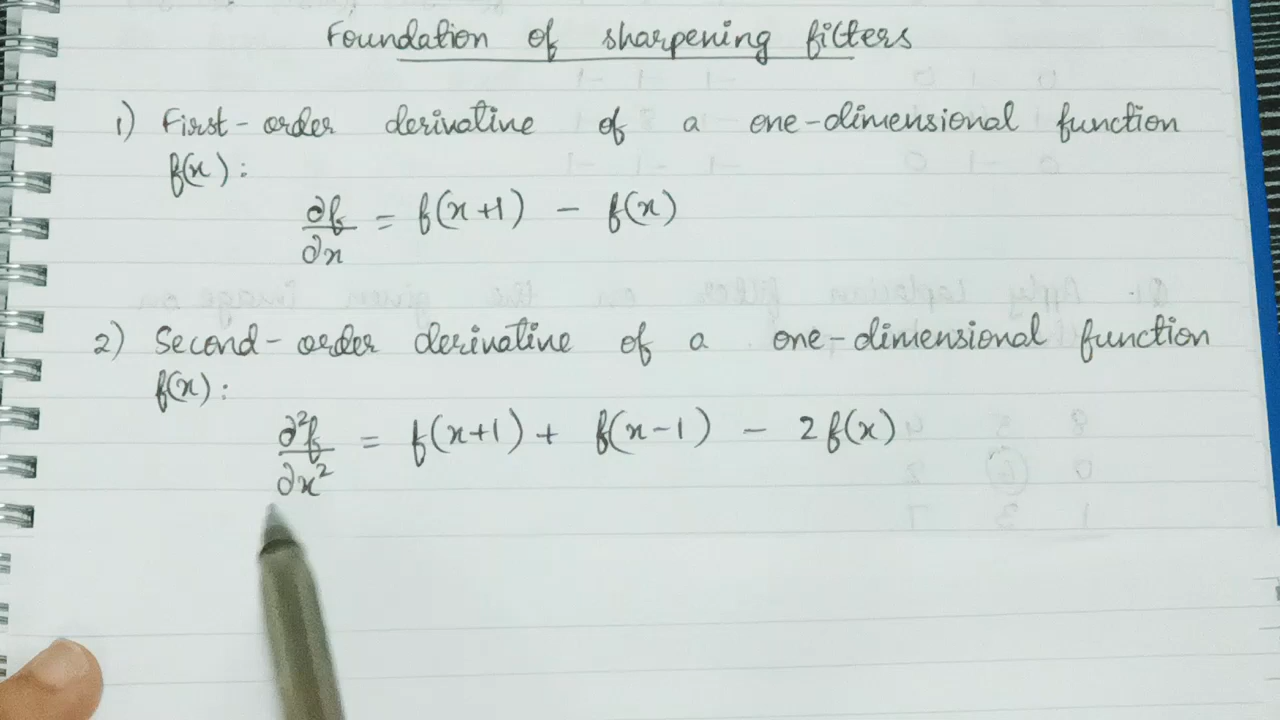 Foundation of sharpening filters
1) First-order derivative of a one-dimensional function
f(x):
∂f/∂x = f(x+1) - f(x)
2) Second-order derivative of a one-dimensional function
f(x):
∂²f/∂x² = f(x+1) + f(x-1) - 2f(x)